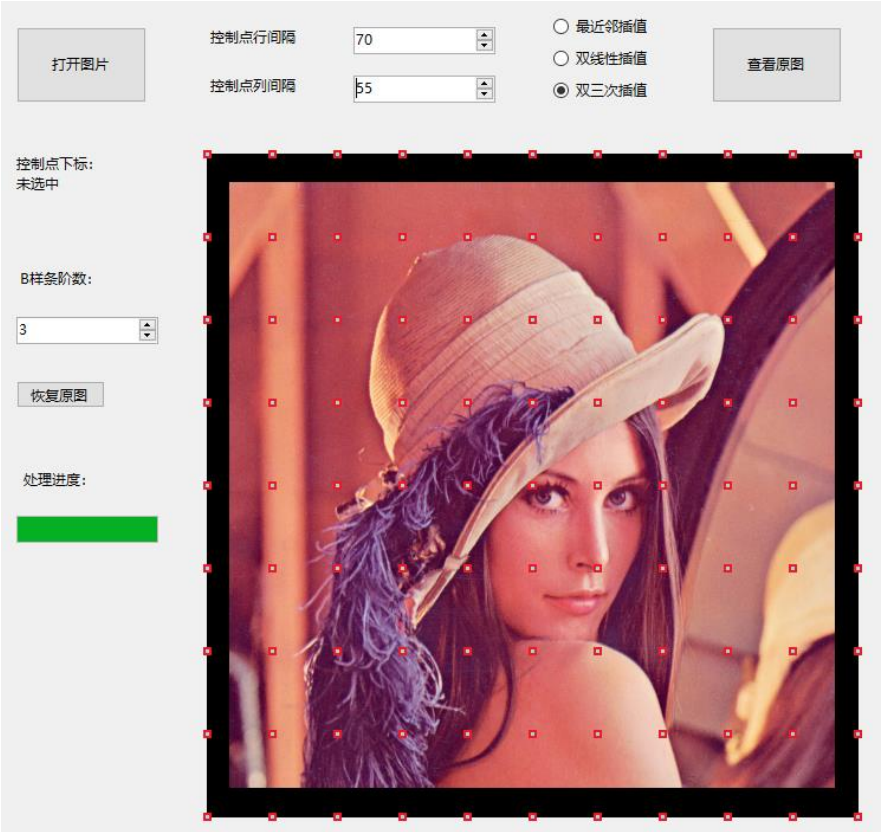 打开图片
控制点行间隔
70
控制点列间隔
55
最近邻插值
双线性插值
双三次插值
查看原图
控制点下标:
未选中
B样条阶数:
3
恢复原图
处理进度: